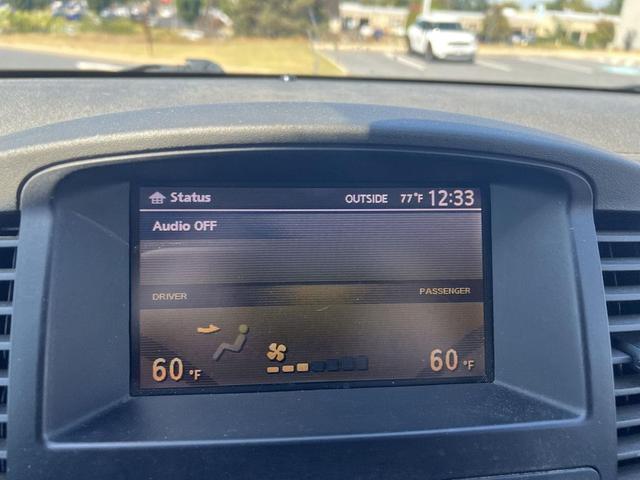 Status OUTSIDE 77°F 12:33
Audio OFF
DRIVER PASSENGER
60°F 60°F